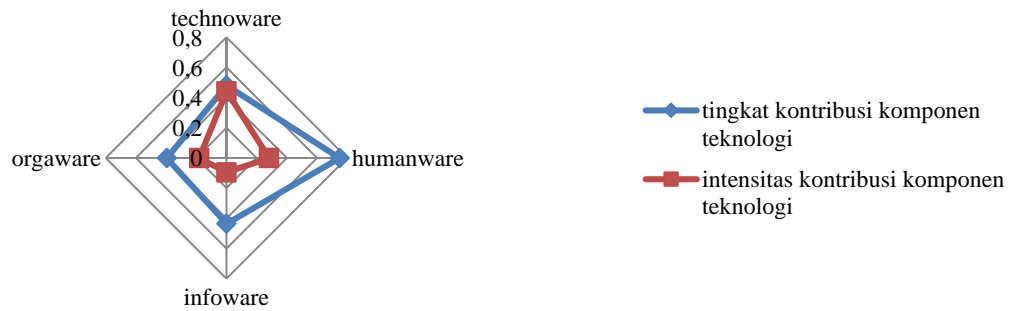 technoware
0,8
0,6
0,4
0,2
0
orgaware
humanware
infoware
tingkat kontribusi komponen
teknologi
intensitas kontribusi komponen
teknologi